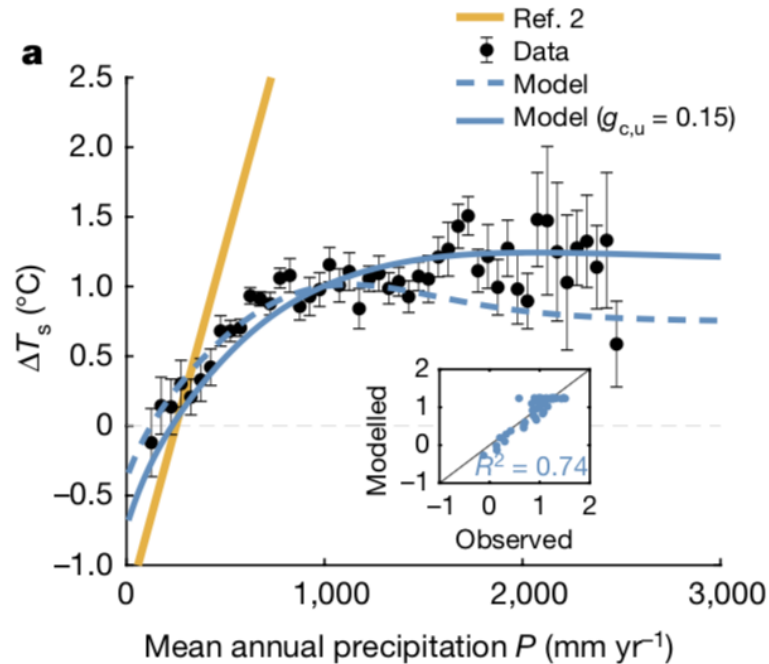 a
Ref. 2
Data
Model
Model (g_c,u = 0.15)
2.5
2.0
1.5
1.0
0.5
0
−0.5
−1.0
ΔT_s (°C)
2
1
0
−1
Modelled
R² = 0.74
−1 0 1 2
Observed
0 1,000 2,000 3,000
Mean annual precipitation P (mm yr⁻¹)